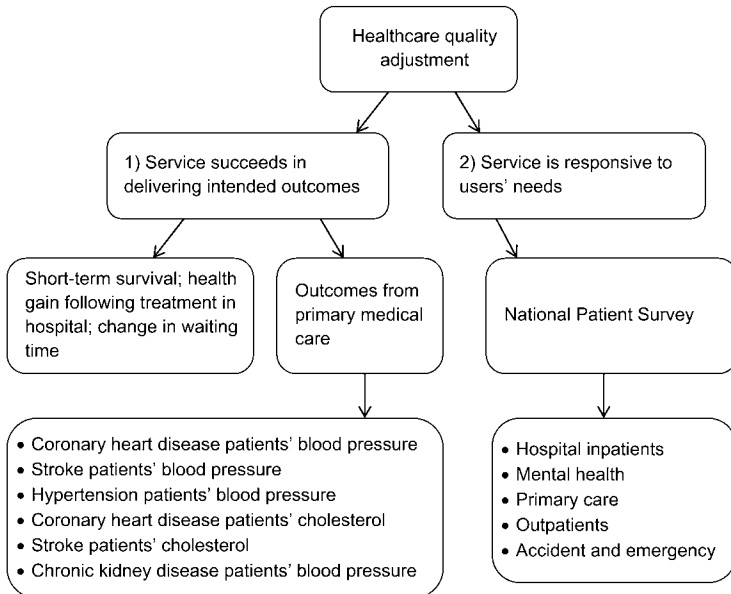 Healthcare quality
adjustment
1) Service succeeds in
delivering intended outcomes
2) Service is responsive to
users’ needs
Short-term survival; health
gain following treatment in
hospital; change in waiting
time
Outcomes from
primary medical
care
National Patient Survey
• Coronary heart disease patients’ blood pressure
• Stroke patients’ blood pressure
• Hypertension patients’ blood pressure
• Coronary heart disease patients’ cholesterol
• Stroke patients’ cholesterol
• Chronic kidney disease patients’ blood pressure
• Hospital inpatients
• Mental health
• Primary care
• Outpatients
• Accident and emergency